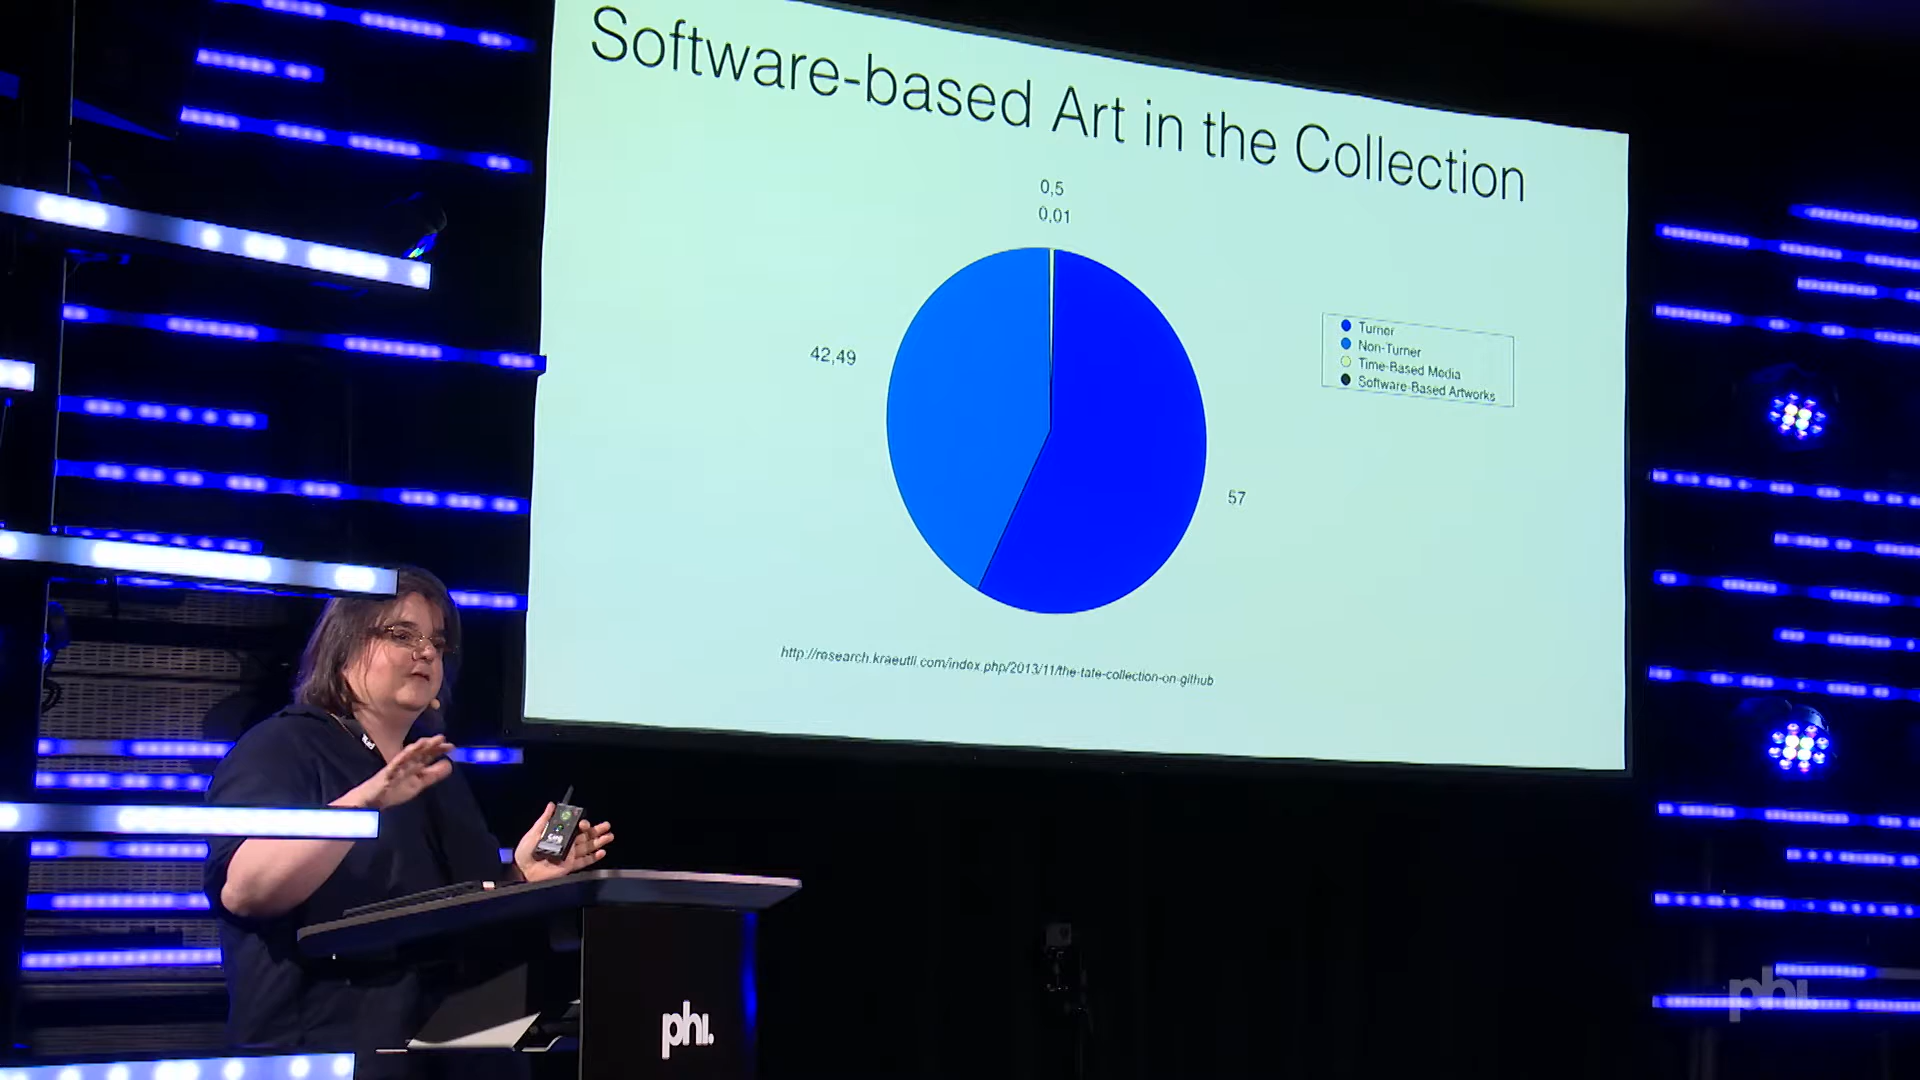 Software-based Art in the Collection
0,5
0,01
42,49
57
Turner
Non-Turner
Time-Based Media
Software-Based Artworks
http://research.kraeutli.com/index.php/2013/11/the-tate-collection-on-github
phi.
phi.